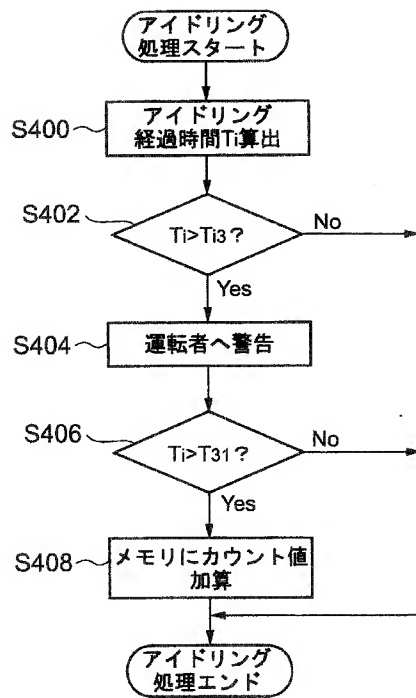 アイドリング
処理スタート
S400
アイドリング
経過時間Ti算出
S402
Ti>Ti3?
No
Yes
S404
運転者へ警告
S406
Ti>T31?
No
Yes
S408
メモリにカウント値
加算
アイドリング
処理エンド